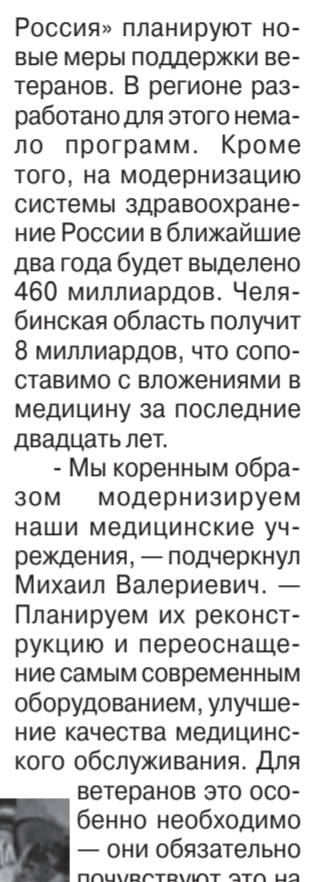 Россия» планируют но-
вые меры поддержки ве-
теранов. В регионе раз-
работано для этого нема-
ло программ. Кроме
того, на модернизацию
системы здравоохране-
ние России в ближайшие
два года будет выделено
460 миллиардов. Челя-
бинская область получит
8 миллиардов, что сопо-
ставимо с вложениями в
медицину за последние
двадцать лет.
- Мы коренным обра-
зом модернизируем
наши медицинские уч-
реждения, — подчеркнул
Михаил Валериевич. —
Планируем их реконст-
рукцию и переоснаще-
ние самым современным
оборудованием, улучше-
ние качества медицинс-
кого обслуживания. Для
ветеранов это осо-
бенно необходимо
— они обязательно
почувствуют это на